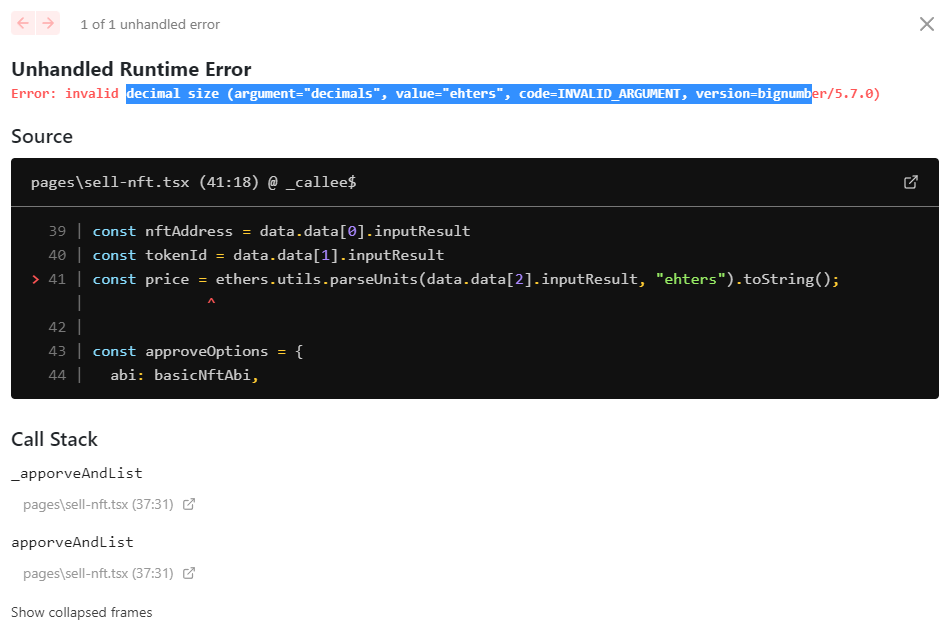 1 of 1 unhandled error
Unhandled Runtime Error
Error: invalid decimal size (argument="decimals", value="ehters", code=INVALID_ARGUMENT, version=bignumber/5.7.0)
Source
pages\sell-nft.tsx (41:18) @ _callee$
39 | const nftAddress = data.data[0].inputResult
40 | const tokenId = data.data[1].inputResult
> 41 | const price = ethers.utils.parseUnits(data.data[2].inputResult, "ehters").toString();
| ^
42 |
43 | const approveOptions = {
44 | abi: basicNftAbi,
Call Stack
_apporveAndList
pages\sell-nft.tsx (37:31)
apporveAndList
pages\sell-nft.tsx (37:31)
Show collapsed frames